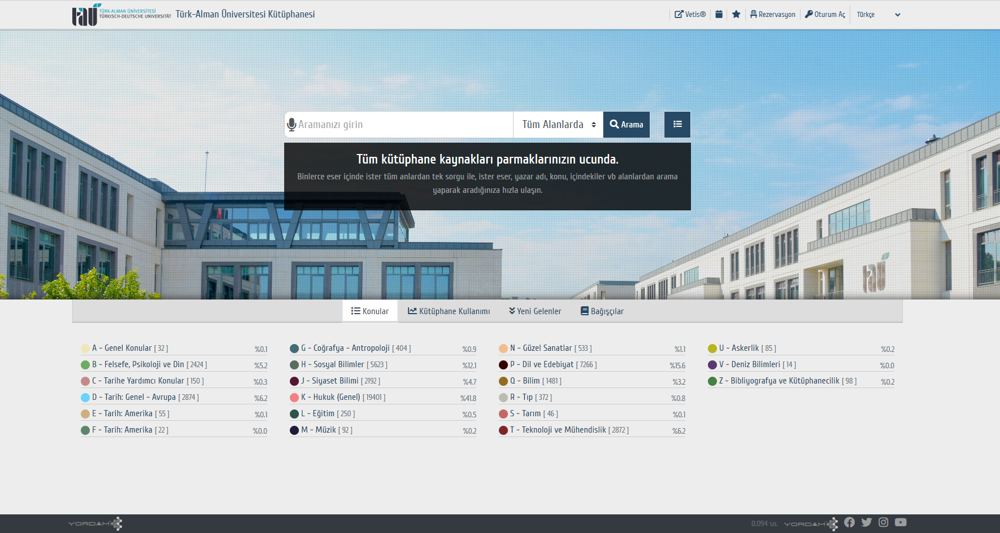 tau TÜRK-ALMAN ÜNİVERSİTESİ
TÜRKISCH-DEUTSCHE UNIVERSITÄT
Türk-Alman Üniversitesi Kütüphanesi
Vetis®
Rezervasyon
Oturum Aç
Türkçe
Aramanızı girin
Tüm Alanlarda
Arama
Tüm kütüphane kaynakları parmaklarınızın ucunda.
Binlerce eser içinde ister tüm anlardan tek sorgu ile, ister eser, yazar adı, konu, içindekiler vb alanlardan arama
yaparak aradığınıza hızla ulaşın.
tau
Konular
Kütüphane Kullanımı
Yeni Gelenler
Bağışçılar
A - Genel Konular [ 32 ] %0.1
B - Felsefe, Psikoloji ve Din [ 2424 ] %5.2
C - Tarihe Yardımcı Konular [ 150 ] %0.3
D - Tarih: Genel - Avrupa [ 2874 ] %6.2
E - Tarih: Amerika [ 55 ] %0.1
F - Tarih: Amerika [ 22 ] %0.0
G - Coğrafya - Antropoloji [ 404 ] %0.9
H - Sosyal Bilimler [ 5623 ] %12.1
J - Siyaset Bilimi [ 2192 ] %4.7
K - Hukuk (Genel) [ 19401 ] %41.8
L - Eğitim [ 250 ] %0.5
M - Müzik [ 92 ] %0.2
N - Güzel Sanatlar [ 533 ] %1.1
P - Dil ve Edebiyat [ 7266 ] %15.6
Q - Bilim [ 1481 ] %3.2
R - Tıp [ 372 ] %0.8
S - Tarım [ 46 ] %0.1
T - Teknoloji ve Mühendislik [ 2872 ] %6.2
U - Askerlik [ 85 ] %0.2
V - Deniz Bilimleri [ 14 ] %0.0
Z - Bibliyografya ve Kütüphanecilik [ 98 ] %0.2
YORDAM
0.094 sn.
YORDAM